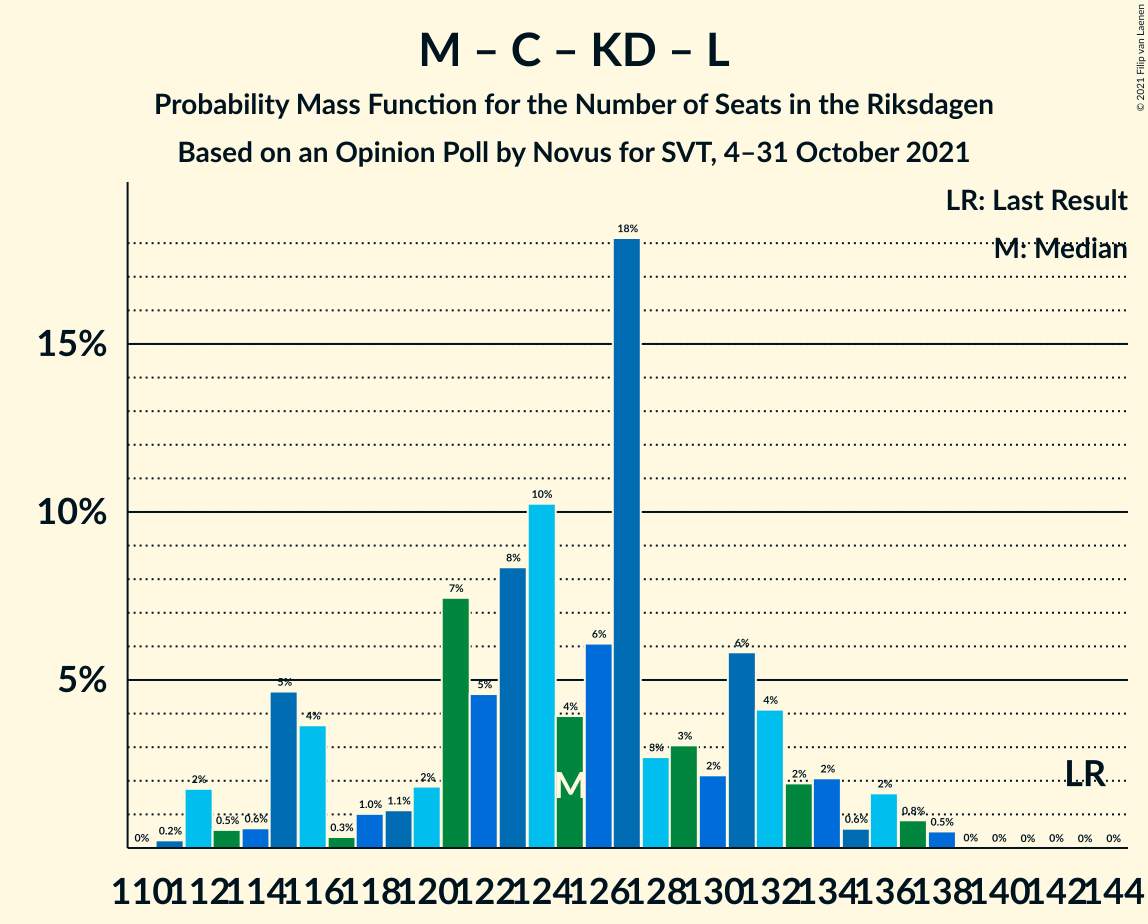 M – C – KD – L
Probability Mass Function for the Number of Seats in the Riksdagen
Based on an Opinion Poll by Novus for SVT, 4–31 October 2021
© 2021 Filip van Laenen
LR: Last Result
M: Median
15%
10%
5%
0% 0.2% 2% 0.5% 0.6% 5% 4% 0.3% 1.0% 1.1% 2% 7% 5% 8% 10% 4% 6% 18% 3% 3% 2% 6% 4% 2% 2% 0.6% 2% 0.8% 0.5% 0% 0% 0% 0% 0% 0%
M
LR
110 112 114 116 118 120 122 124 126 128 130 132 134 136 138 140 142 144